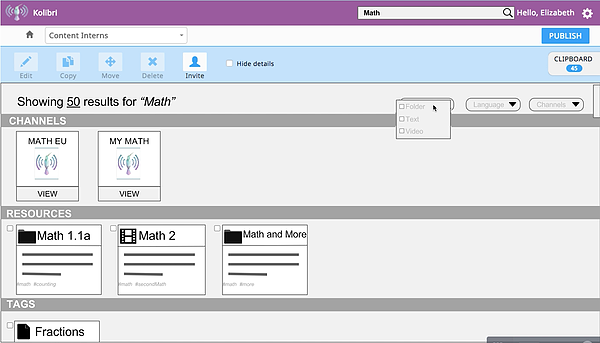 Kolibri
Math
Hello, Elizabeth
Content Interns
PUBLISH
Edit
Copy
Move
Delete
Invite
Hide details
CLIPBOARD
45
Showing 50 results for “Math”
Folder
Text
Video
Language
Channels
CHANNELS
MATH EU
MY MATH
VIEW
VIEW
RESOURCES
Math 1.1a
Math 2
Math and More
#math #counting
#math #secondMath
#math #more
TAGS
Fractions